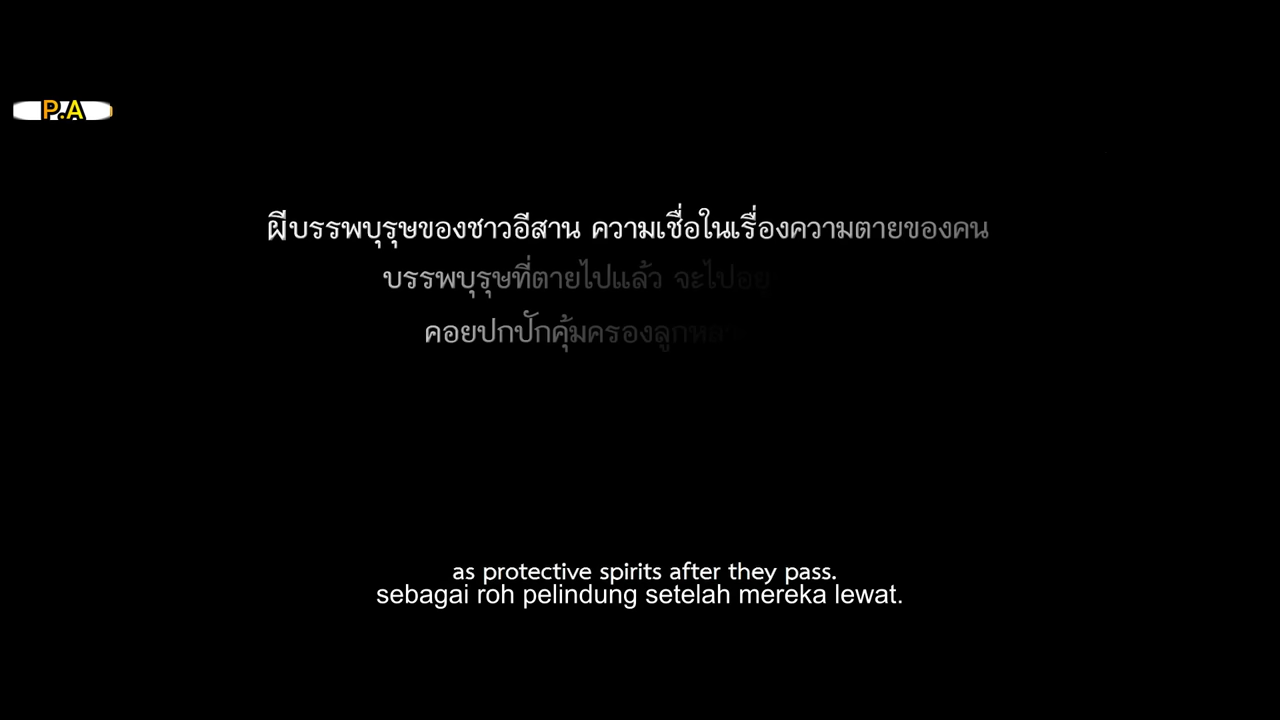 P.A
ผีบรรพบุรุษของชาวอีสาน ความเชื่อในเรื่องความตายของคน
บรรพบุรุษที่ตายไปแล้ว จะไปอยู่
คอยปกปักคุ้มครองลูกหลาน
as protective spirits after they pass.
sebagai roh pelindung setelah mereka lewat.